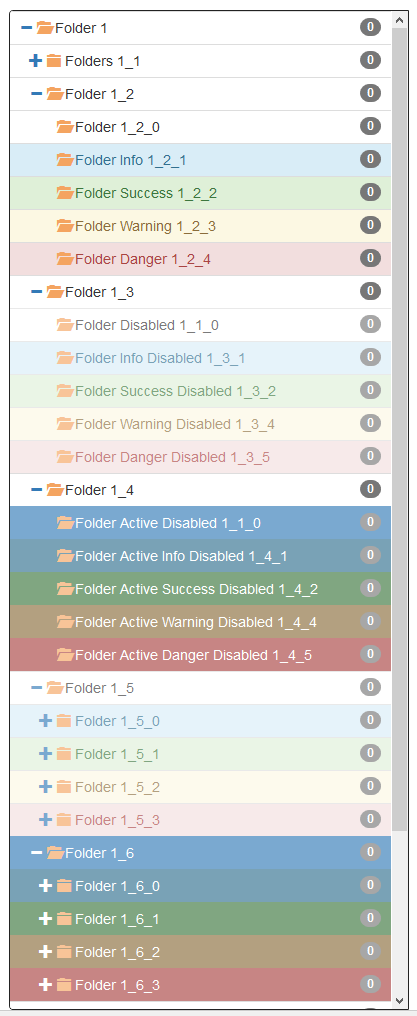 Folder 1 0
Folders 1_1 0
Folder 1_2 0
Folder 1_2_0 0
Folder Info 1_2_1 0
Folder Success 1_2_2 0
Folder Warning 1_2_3 0
Folder Danger 1_2_4 0
Folder 1_3 0
Folder Disabled 1_1_0 0
Folder Info Disabled 1_3_1 0
Folder Success Disabled 1_3_2 0
Folder Warning Disabled 1_3_4 0
Folder Danger Disabled 1_3_5 0
Folder 1_4 0
Folder Active Disabled 1_1_0 0
Folder Active Info Disabled 1_4_1 0
Folder Active Success Disabled 1_4_2 0
Folder Active Warning Disabled 1_4_4 0
Folder Active Danger Disabled 1_4_5 0
Folder 1_5 0
Folder 1_5_0 0
Folder 1_5_1 0
Folder 1_5_2 0
Folder 1_5_3 0
Folder 1_6 0
Folder 1_6_0 0
Folder 1_6_1 0
Folder 1_6_2 0
Folder 1_6_3 0